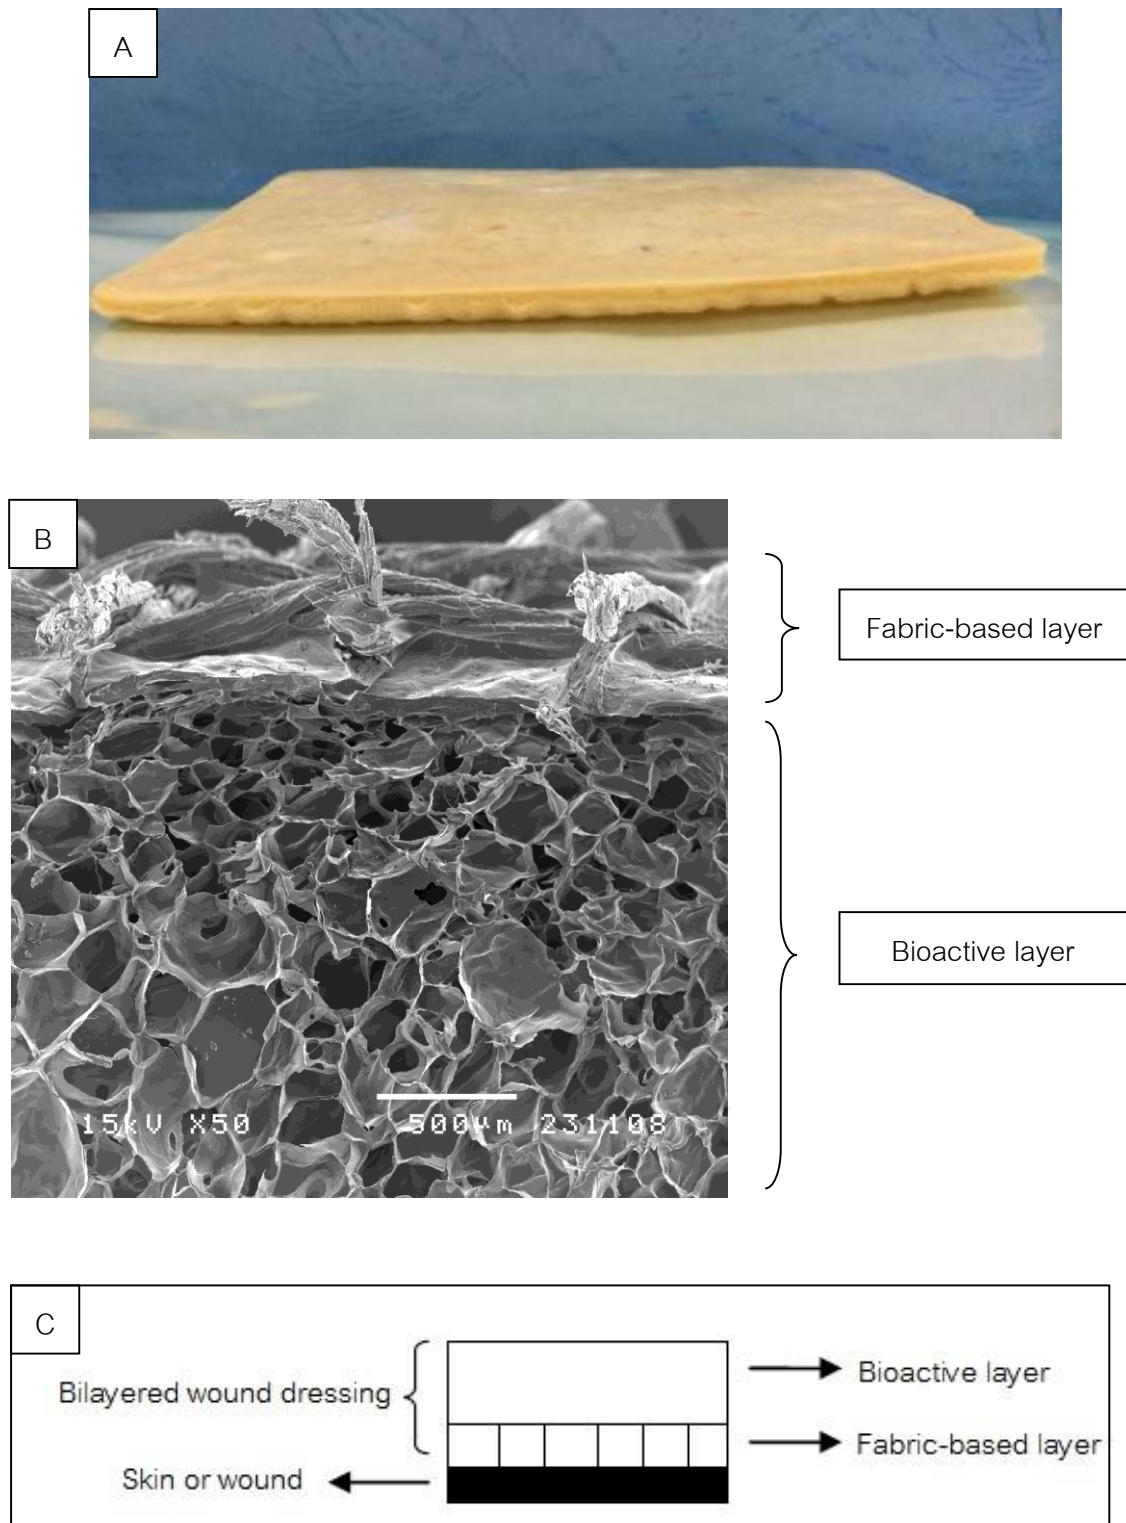 A
B
Fabric-based layer
Bioactive layer
15kV X50 500µm 231108
C
Bilayered wound dressing
Bioactive layer
Fabric-based layer
Skin or wound